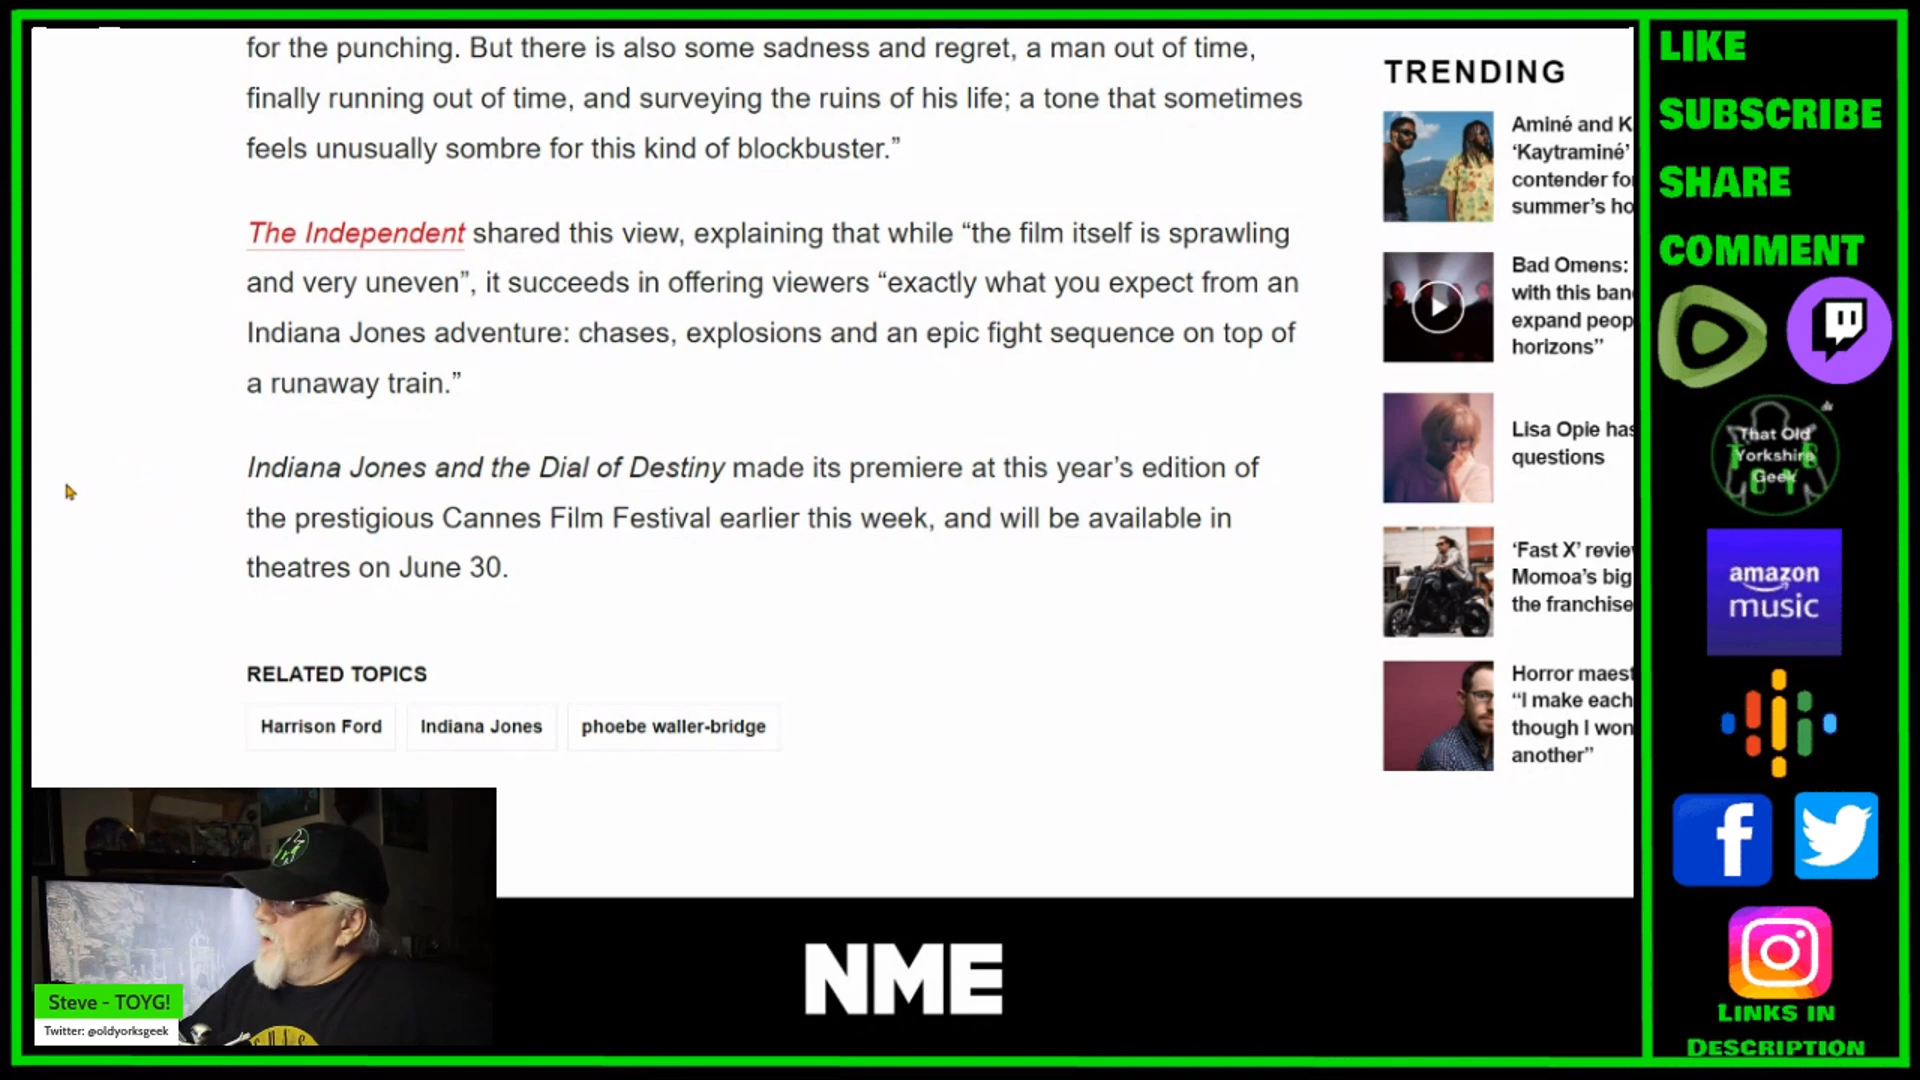 for the punching. But there is also some sadness and regret, a man out of time,
finally running out of time, and surveying the ruins of his life; a tone that sometimes
feels unusually sombre for this kind of blockbuster.”
The Independent shared this view, explaining that while “the film itself is sprawling
and very uneven”, it succeeds in offering viewers “exactly what you expect from an
Indiana Jones adventure: chases, explosions and an epic fight sequence on top of
a runaway train.”
Indiana Jones and the Dial of Destiny made its premiere at this year’s edition of
the prestigious Cannes Film Festival earlier this week, and will be available in
theatres on June 30.
RELATED TOPICS
Harrison Ford
Indiana Jones
phoebe waller-bridge
TRENDING
Aminé and K
‘Kaytraminé’
contender fo
summer’s ho
Bad Omens:
with this ban
expand peop
horizons”
Lisa Opie has
questions
‘Fast X’ revie
Momoa’s big
the franchise
Horror maest
“I make each
though I won
another”
NME
Steve - TOYG!
Twitter: @oldyorksgeek
LIKE
SUBSCRIBE
SHARE
COMMENT
That Old
Yorkshire
Geek
amazon
music
LINKS IN
DESCRIPTION